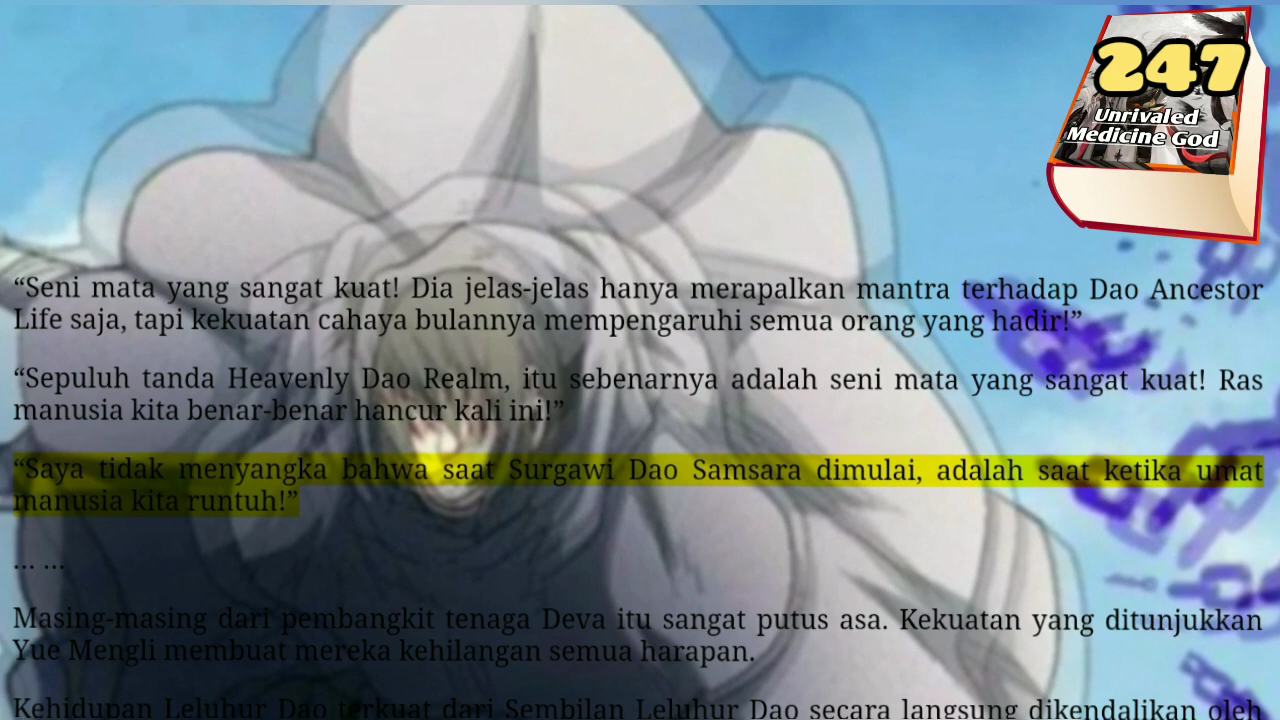 247
Unrivaled
Medicine God
“Seni mata yang sangat kuat! Dia jelas-jelas hanya merapalkan mantra terhadap Dao Ancestor
Life saja, tapi kekuatan cahaya bulannya mempengaruhi semua orang yang hadir!”
“Sepuluh tanda Heavenly Dao Realm, itu sebenarnya adalah seni mata yang sangat kuat! Ras
manusia kita benar-benar hancur kali ini!”
“Saya tidak menyangka bahwa saat Surgawi Dao Samsara dimulai, adalah saat ketika umat
manusia kita runtuh!”
... ...
Masing-masing dari pembangkit tenaga Deva itu sangat putus asa. Kekuatan yang ditunjukkan
Yue Mengli membuat mereka kehilangan semua harapan.
Kehidupan Leluhur Dao terkuat dari Sembilan Leluhur Dao secara langsung dikendalikan oleh